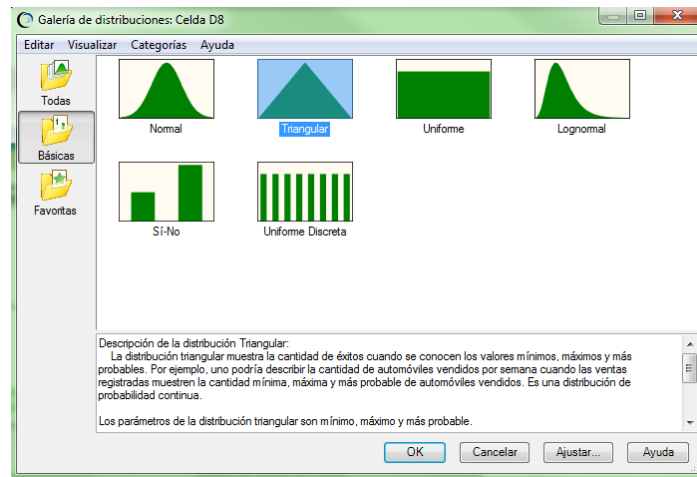 Galería de distribuciones: Celda D8
Editar Visualizar Categorías Ayuda
Todas
Básicas
Favoritas
Normal Triangular Uniforme Lognormal
Sí-No Uniforme Discreta
Descripción de la distribución Triangular:
La distribución triangular muestra la cantidad de éxitos cuando se conocen los valores mínimos, máximos y más
probables. Por ejemplo, uno podría describir la cantidad de automóviles vendidos por semana cuando las ventas
registradas muestren la cantidad mínima, máxima y más probable de automóviles vendidos. Es una distribución de
probabilidad continua.
Los parámetros de la distribución triangular son mínimo, máximo y más probable.
OK Cancelar Ajustar... Ayuda